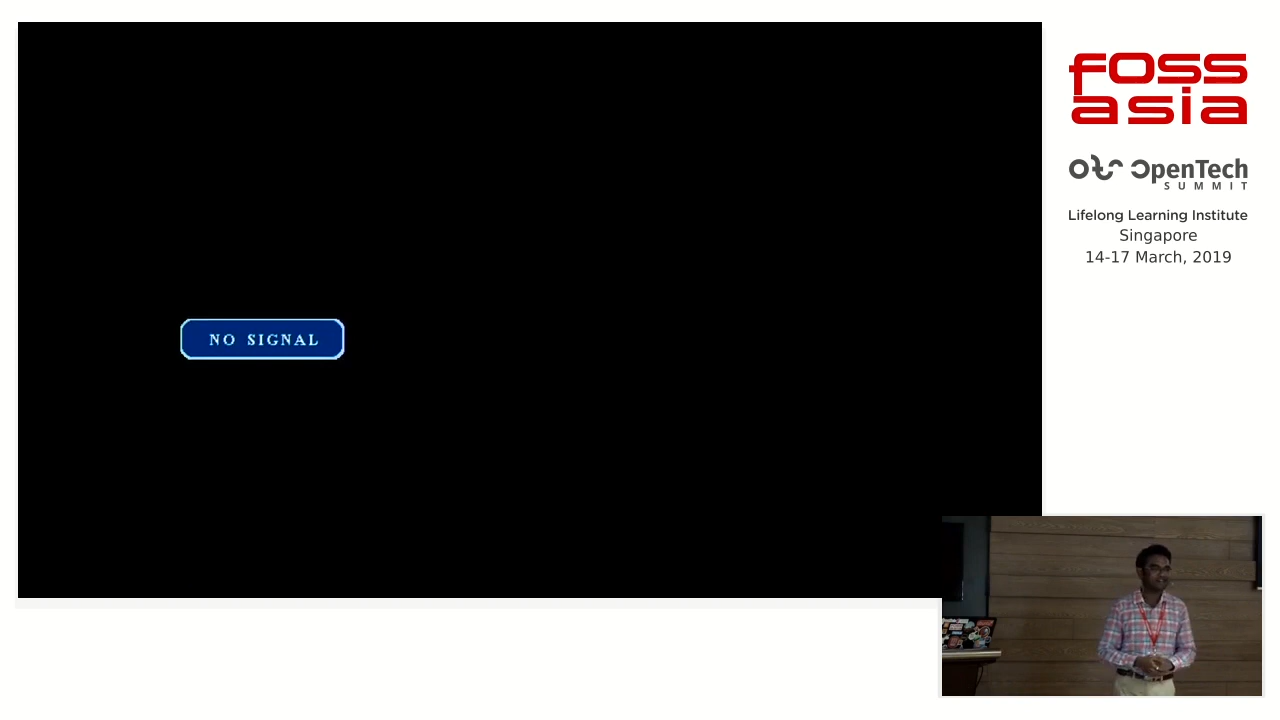 NO SIGNAL
foss
asia
OpenTech
SUMMIT
Lifelong Learning Institute
Singapore
14-17 March, 2019